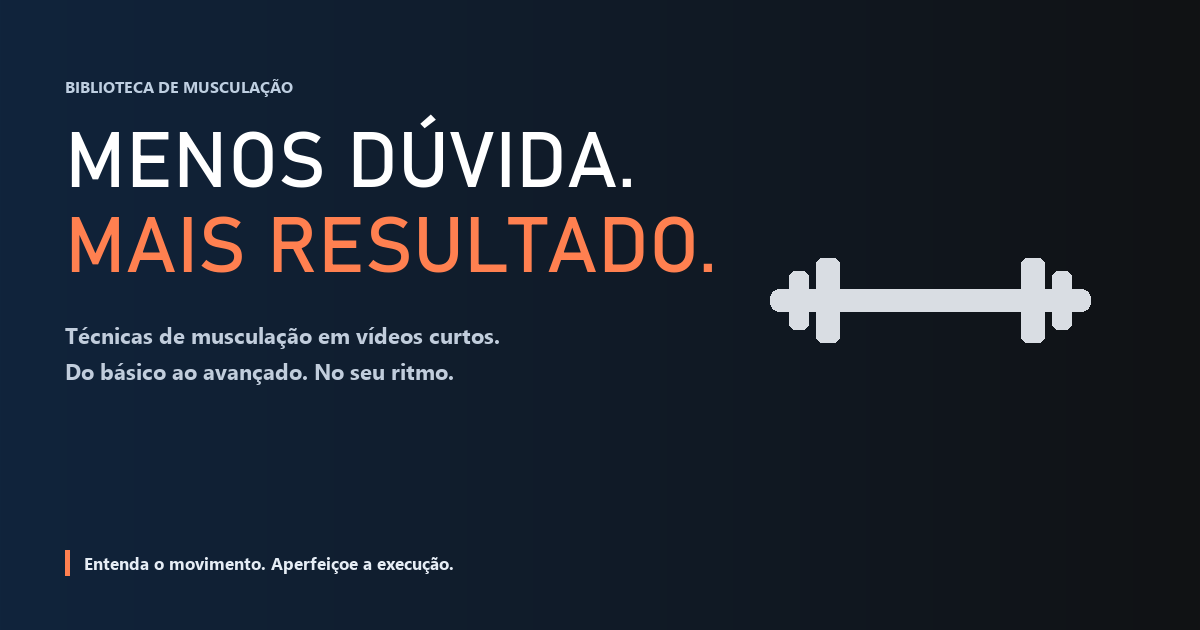 BIBLIOTECA DE MUSCULAÇÃO
MENOS DÚVIDA.
MAIS RESULTADO.
Técnicas de musculação em vídeos curtos.
Do básico ao avançado. No seu ritmo.
Entenda o movimento. Aperfeiçoe a execução.